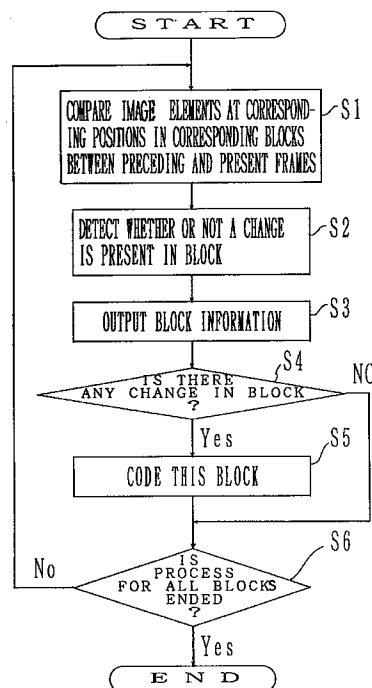 START
COMPARE IMAGE ELEMENTS AT CORRESPOND-
ING POSITIONS IN CORRESPONDING BLOCKS
BETWEEN PRECEDING AND PRESENT FRAMES
S1
DETECT WHETHER OR NOT A CHANGE
IS PRESENT IN BLOCK
S2
OUTPUT BLOCK INFORMATION
S3
IS THERE
ANY CHANGE IN BLOCK
?
S4
NO
Yes
CODE THIS BLOCK
S5
IS
PROCESS
FOR ALL BLOCKS
ENDED
?
S6
No
Yes
END